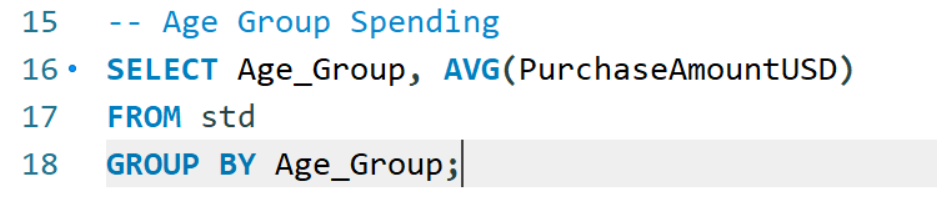 15 -- Age Group Spending
16 SELECT Age_Group, AVG(PurchaseAmountUSD)
17 FROM std
18 GROUP BY Age_Group;